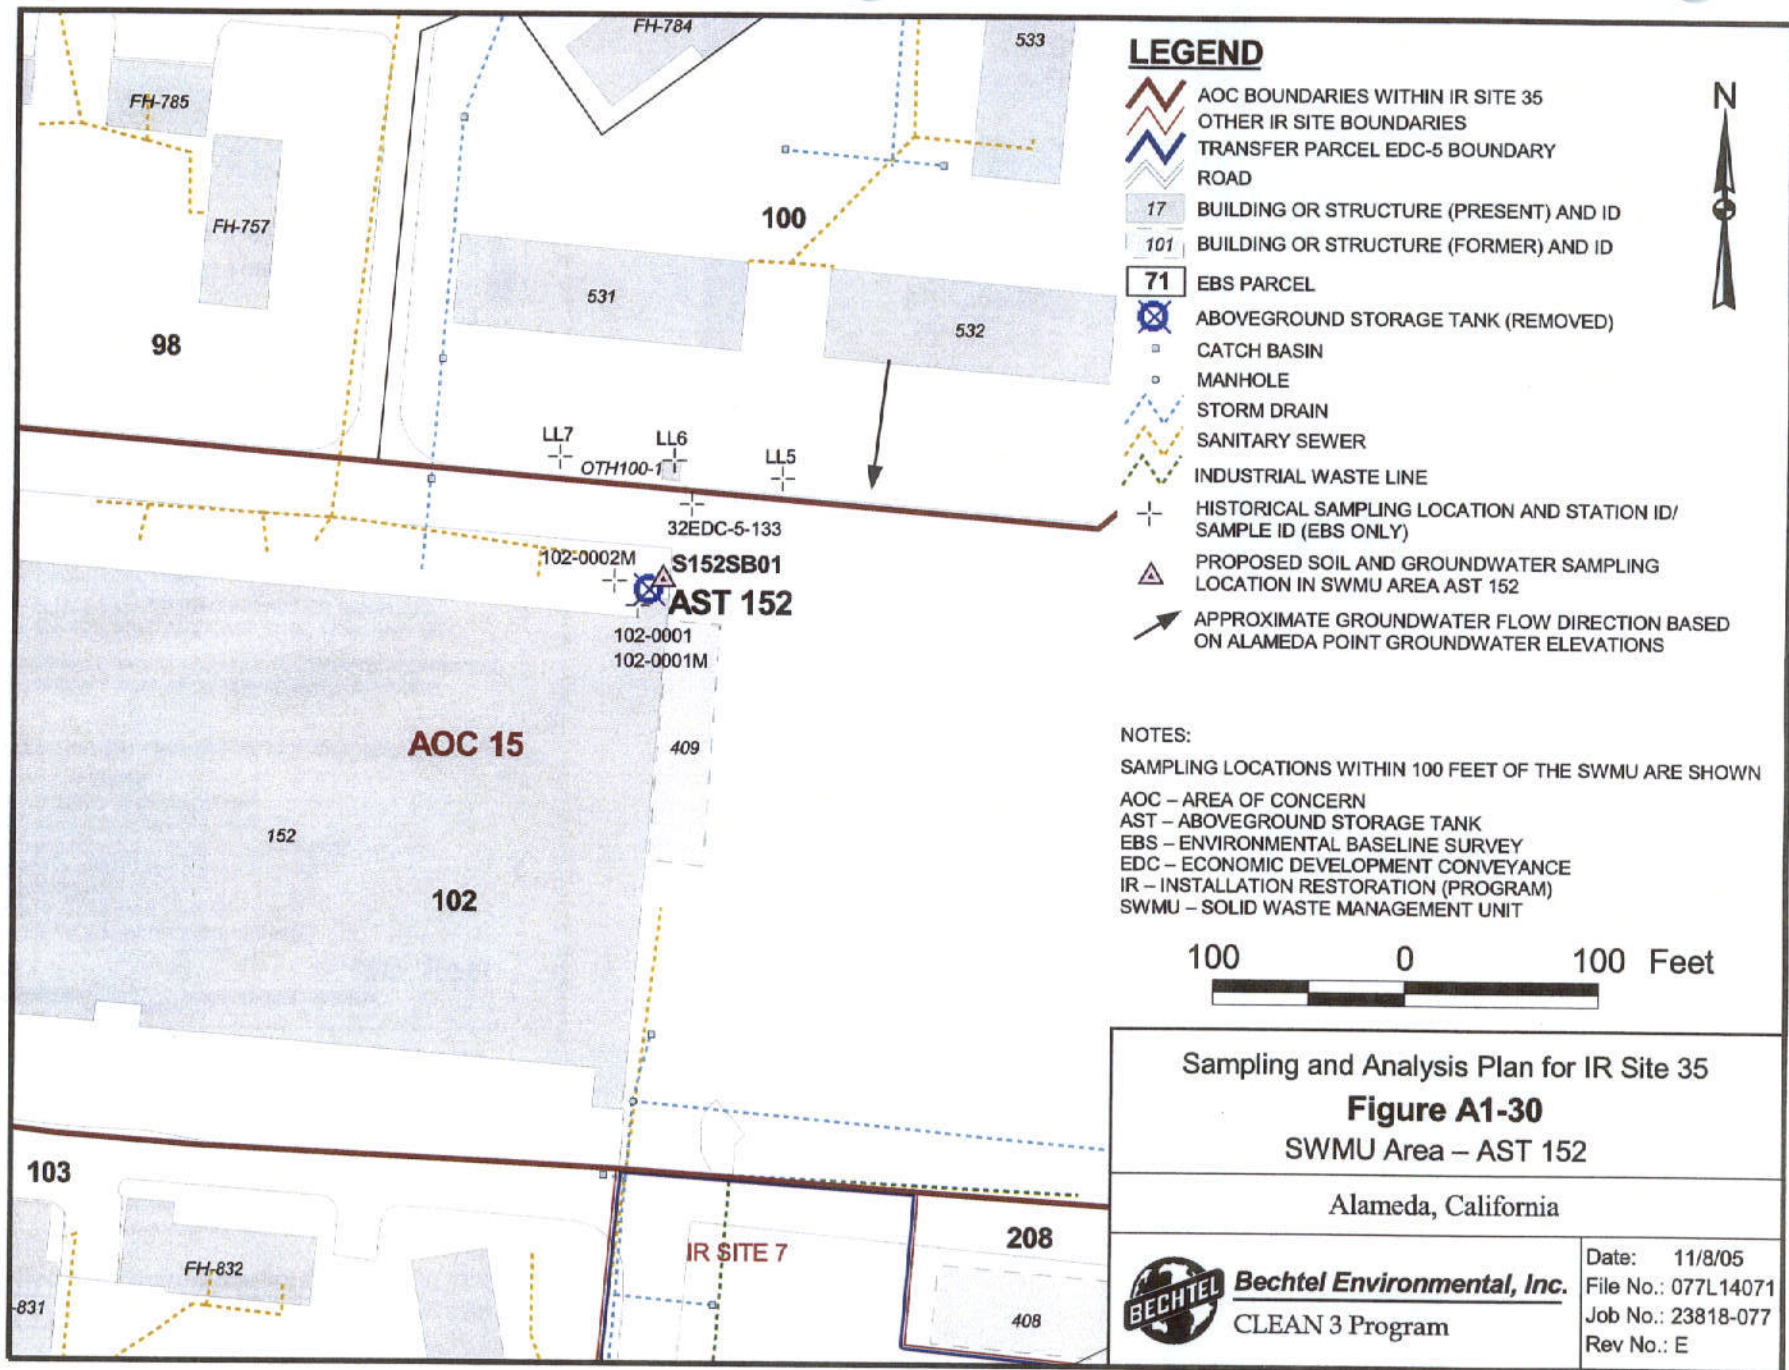 FH-784
533
FH-785
FH-757
100
531
532
98
LL7
LL6
LL5
OTH100-1
32EDC-5-133
102-0002M
S152SB01
AST 152
102-0001
102-0001M
AOC 15
409
152
102
103
IR SITE 7
208
FH-832
-831
408
LEGEND
AOC BOUNDARIES WITHIN IR SITE 35
OTHER IR SITE BOUNDARIES
TRANSFER PARCEL EDC-5 BOUNDARY
ROAD
17 BUILDING OR STRUCTURE (PRESENT) AND ID
101 BUILDING OR STRUCTURE (FORMER) AND ID
71 EBS PARCEL
ABOVEGROUND STORAGE TANK (REMOVED)
CATCH BASIN
MANHOLE
STORM DRAIN
SANITARY SEWER
INDUSTRIAL WASTE LINE
HISTORICAL SAMPLING LOCATION AND STATION ID/
SAMPLE ID (EBS ONLY)
PROPOSED SOIL AND GROUNDWATER SAMPLING
LOCATION IN SWMU AREA AST 152
APPROXIMATE GROUNDWATER FLOW DIRECTION BASED
ON ALAMEDA POINT GROUNDWATER ELEVATIONS
N
NOTES:
SAMPLING LOCATIONS WITHIN 100 FEET OF THE SWMU ARE SHOWN
AOC – AREA OF CONCERN
AST – ABOVEGROUND STORAGE TANK
EBS – ENVIRONMENTAL BASELINE SURVEY
EDC – ECONOMIC DEVELOPMENT CONVEYANCE
IR – INSTALLATION RESTORATION (PROGRAM)
SWMU – SOLID WASTE MANAGEMENT UNIT
100 0 100 Feet
Sampling and Analysis Plan for IR Site 35
Figure A1-30
SWMU Area – AST 152
Alameda, California
BECHTEL
Bechtel Environmental, Inc.
CLEAN 3 Program
Date: 11/8/05
File No.: 077L14071
Job No.: 23818-077
Rev No.: E